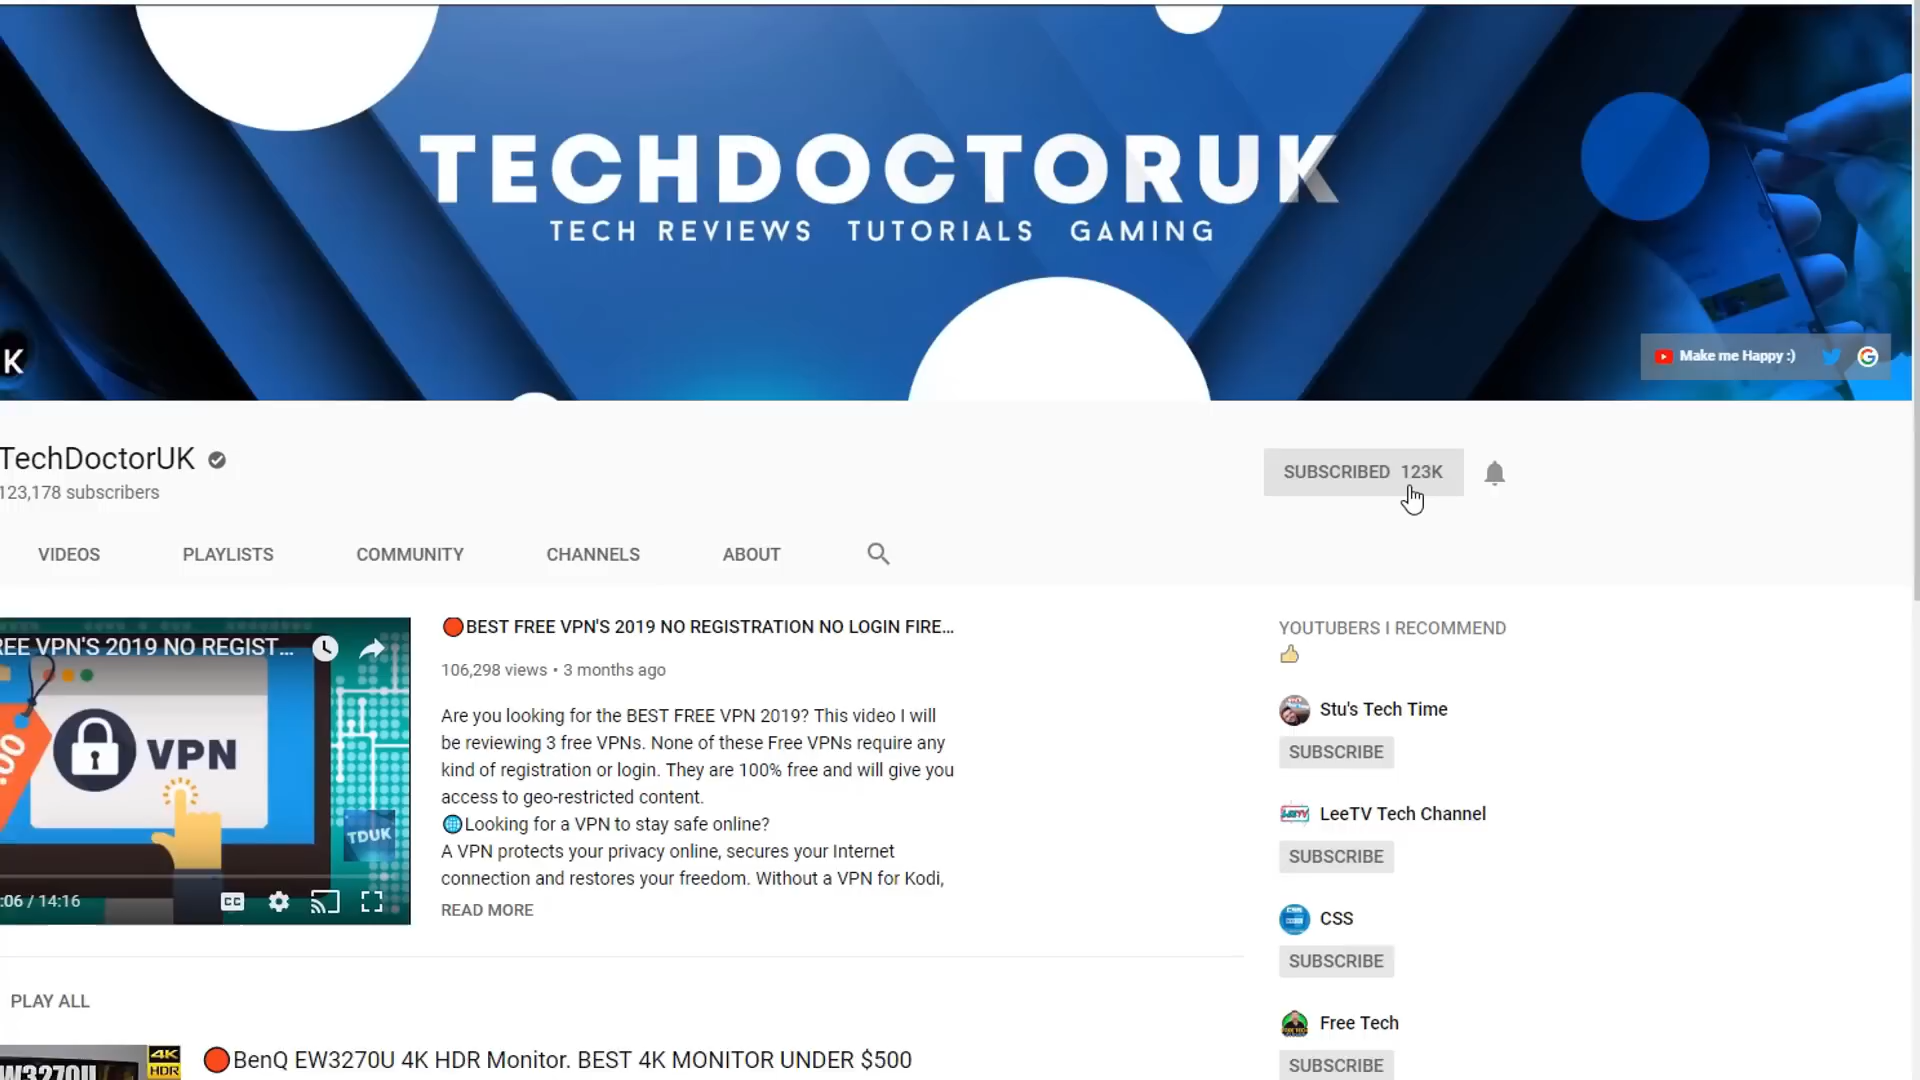 TECHDOCTORUK
TECH REVIEWS TUTORIALS GAMING
K
Make me Happy :)
TechDoctorUK
123,178 subscribers
SUBSCRIBED 123K
VIDEOS PLAYLISTS COMMUNITY CHANNELS ABOUT
EE VPN'S 2019 NO REGIST...
VPN
.00
TDUK
:06 / 14:16
CC
🔴BEST FREE VPN'S 2019 NO REGISTRATION NO LOGIN FIRE...
106,298 views • 3 months ago
Are you looking for the BEST FREE VPN 2019? This video I will
be reviewing 3 free VPNs. None of these Free VPNs require any
kind of registration or login. They are 100% free and will give you
access to geo-restricted content.
🌐Looking for a VPN to stay safe online?
A VPN protects your privacy online, secures your Internet
connection and restores your freedom. Without a VPN for Kodi,
READ MORE
YOUTUBERS I RECOMMEND
👍
Stu's Tech Time
SUBSCRIBE
LeeTV Tech Channel
SUBSCRIBE
CSS
SUBSCRIBE
Free Tech
SUBSCRIBE
PLAY ALL
4K
HDR
W3270U
🔴BenQ EW3270U 4K HDR Monitor. BEST 4K MONITOR UNDER $500